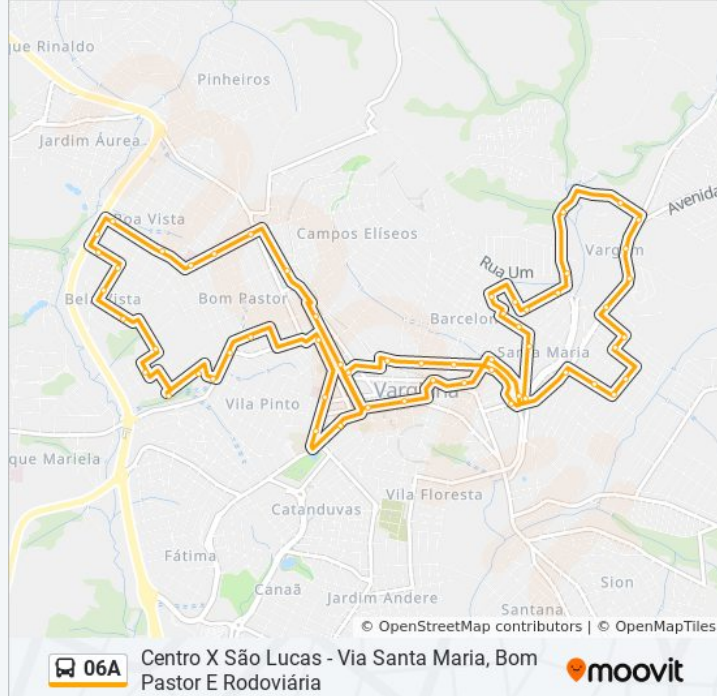 ue Rinaldo
Pinheiros
Jardim Áurea
Avenida
Boa Vista
Campos Elíseos
Vargem
Rua Um
Bela Vista
Bom Pastor
Barcelon
Santa Maria
Varginha
Vila Pinto
que Mariela
Vila Floresta
Catanduvas
Fátima
Canaã
Jardim Andere
Sion
Santana
© OpenStreetMap contributors | © OpenMapTiles
06A
Centro X São Lucas - Via Santa Maria, Bom
Pastor E Rodoviária
moovit